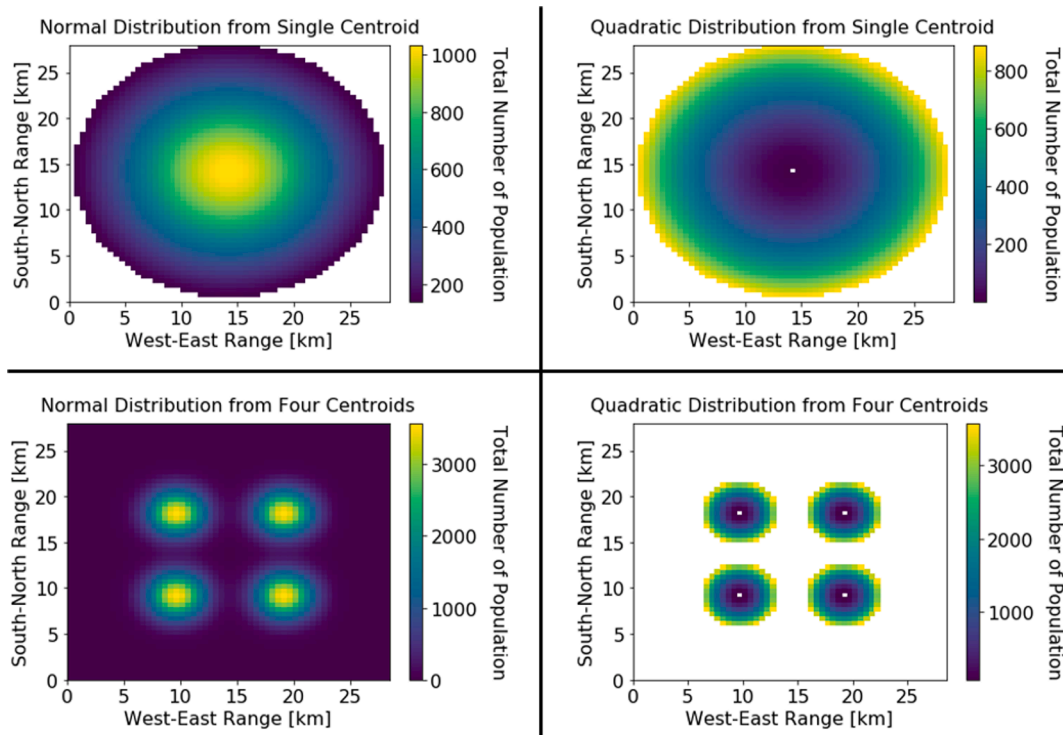 Normal Distribution from Single Centroid
25
20
15
10
5
0
South-North Range [km]
0 5 10 15 20 25
West-East Range [km]
1000
800
600
400
200
Total Number of Population
Quadratic Distribution from Single Centroid
25
20
15
10
5
0
South-North Range [km]
0 5 10 15 20 25
West-East Range [km]
800
600
400
200
Total Number of Population
Normal Distribution from Four Centroids
25
20
15
10
5
0
South-North Range [km]
0 5 10 15 20 25
West-East Range [km]
3000
2000
1000
0
Total Number of Population
Quadratic Distribution from Four Centroids
25
20
15
10
5
0
South-North Range [km]
0 5 10 15 20 25
West-East Range [km]
3000
2000
1000
Total Number of Population